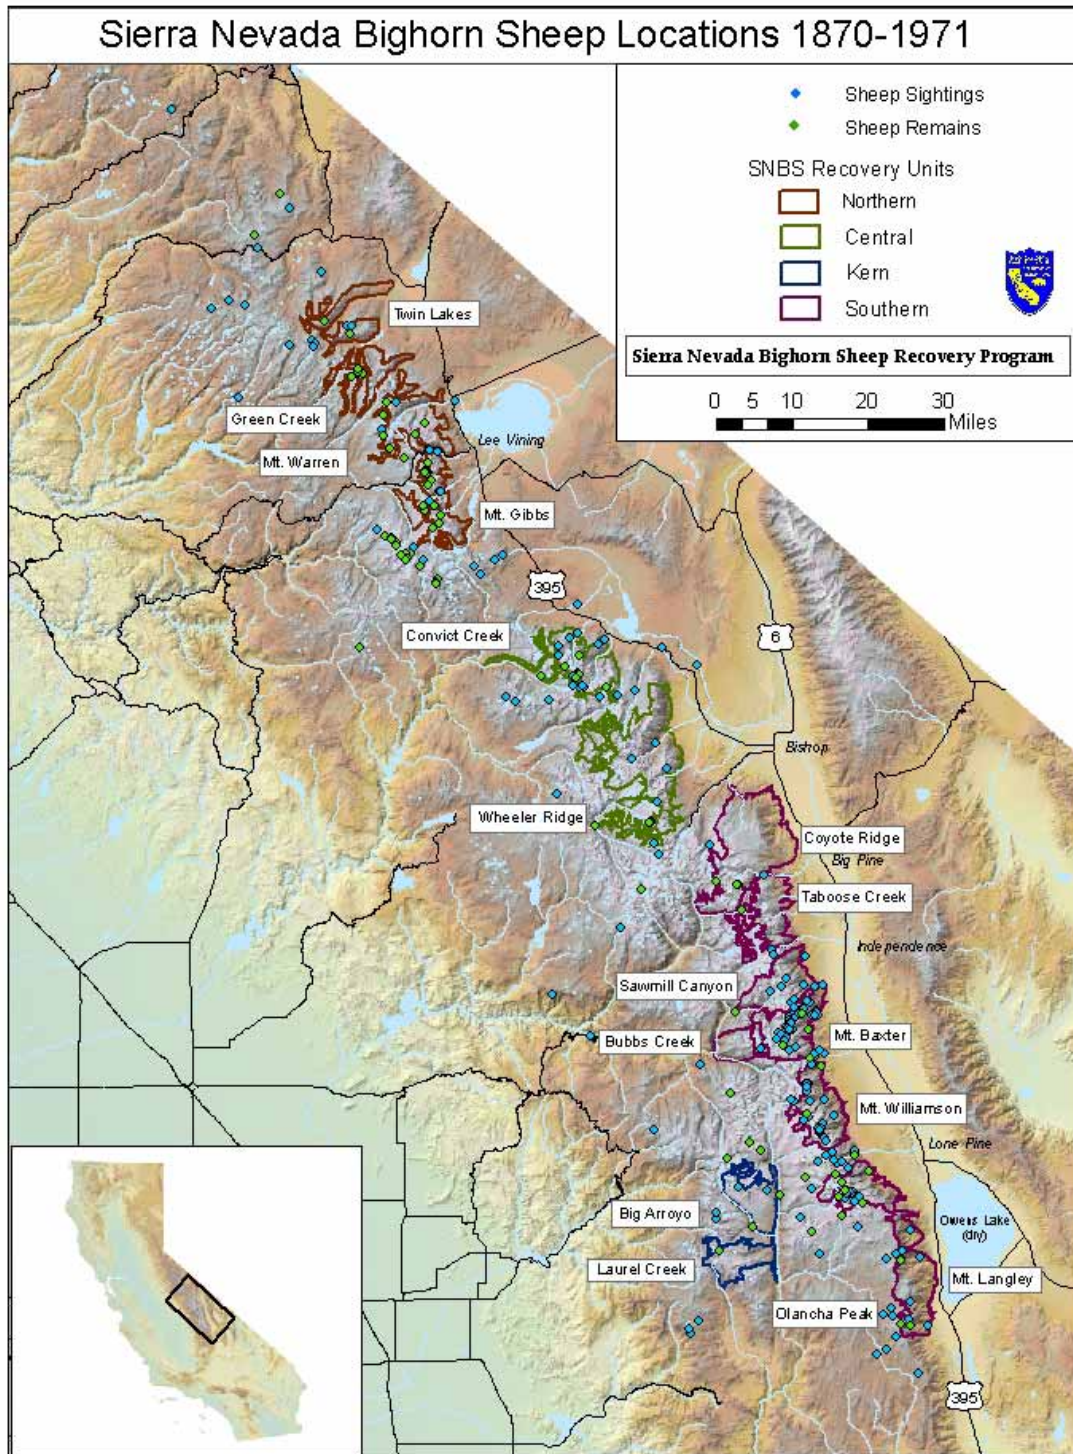 Sierra Nevada Bighorn Sheep Locations 1870-1971
Sheep Sightings
Sheep Remains
SNBS Recovery Units
Northern
Central
Kern
Southern
Sierra Nevada Bighorn Sheep Recovery Program
0 5 10 20 30
Miles
Twin Lakes
Green Creek
Lee Vining
Mt. Warren
Mt. Gibbs
395
Convict Creek
6
Bishop
Wheeler Ridge
Coyote Ridge
Big Pine
Taboose Creek
Independence
Sawmill Canyon
Bubbs Creek
Mt. Baxter
Mt. Williamson
Lone Pine
Big Arroyo
Owens Lake
(dry)
Laurel Creek
Mt. Langley
Olancha Peak
395